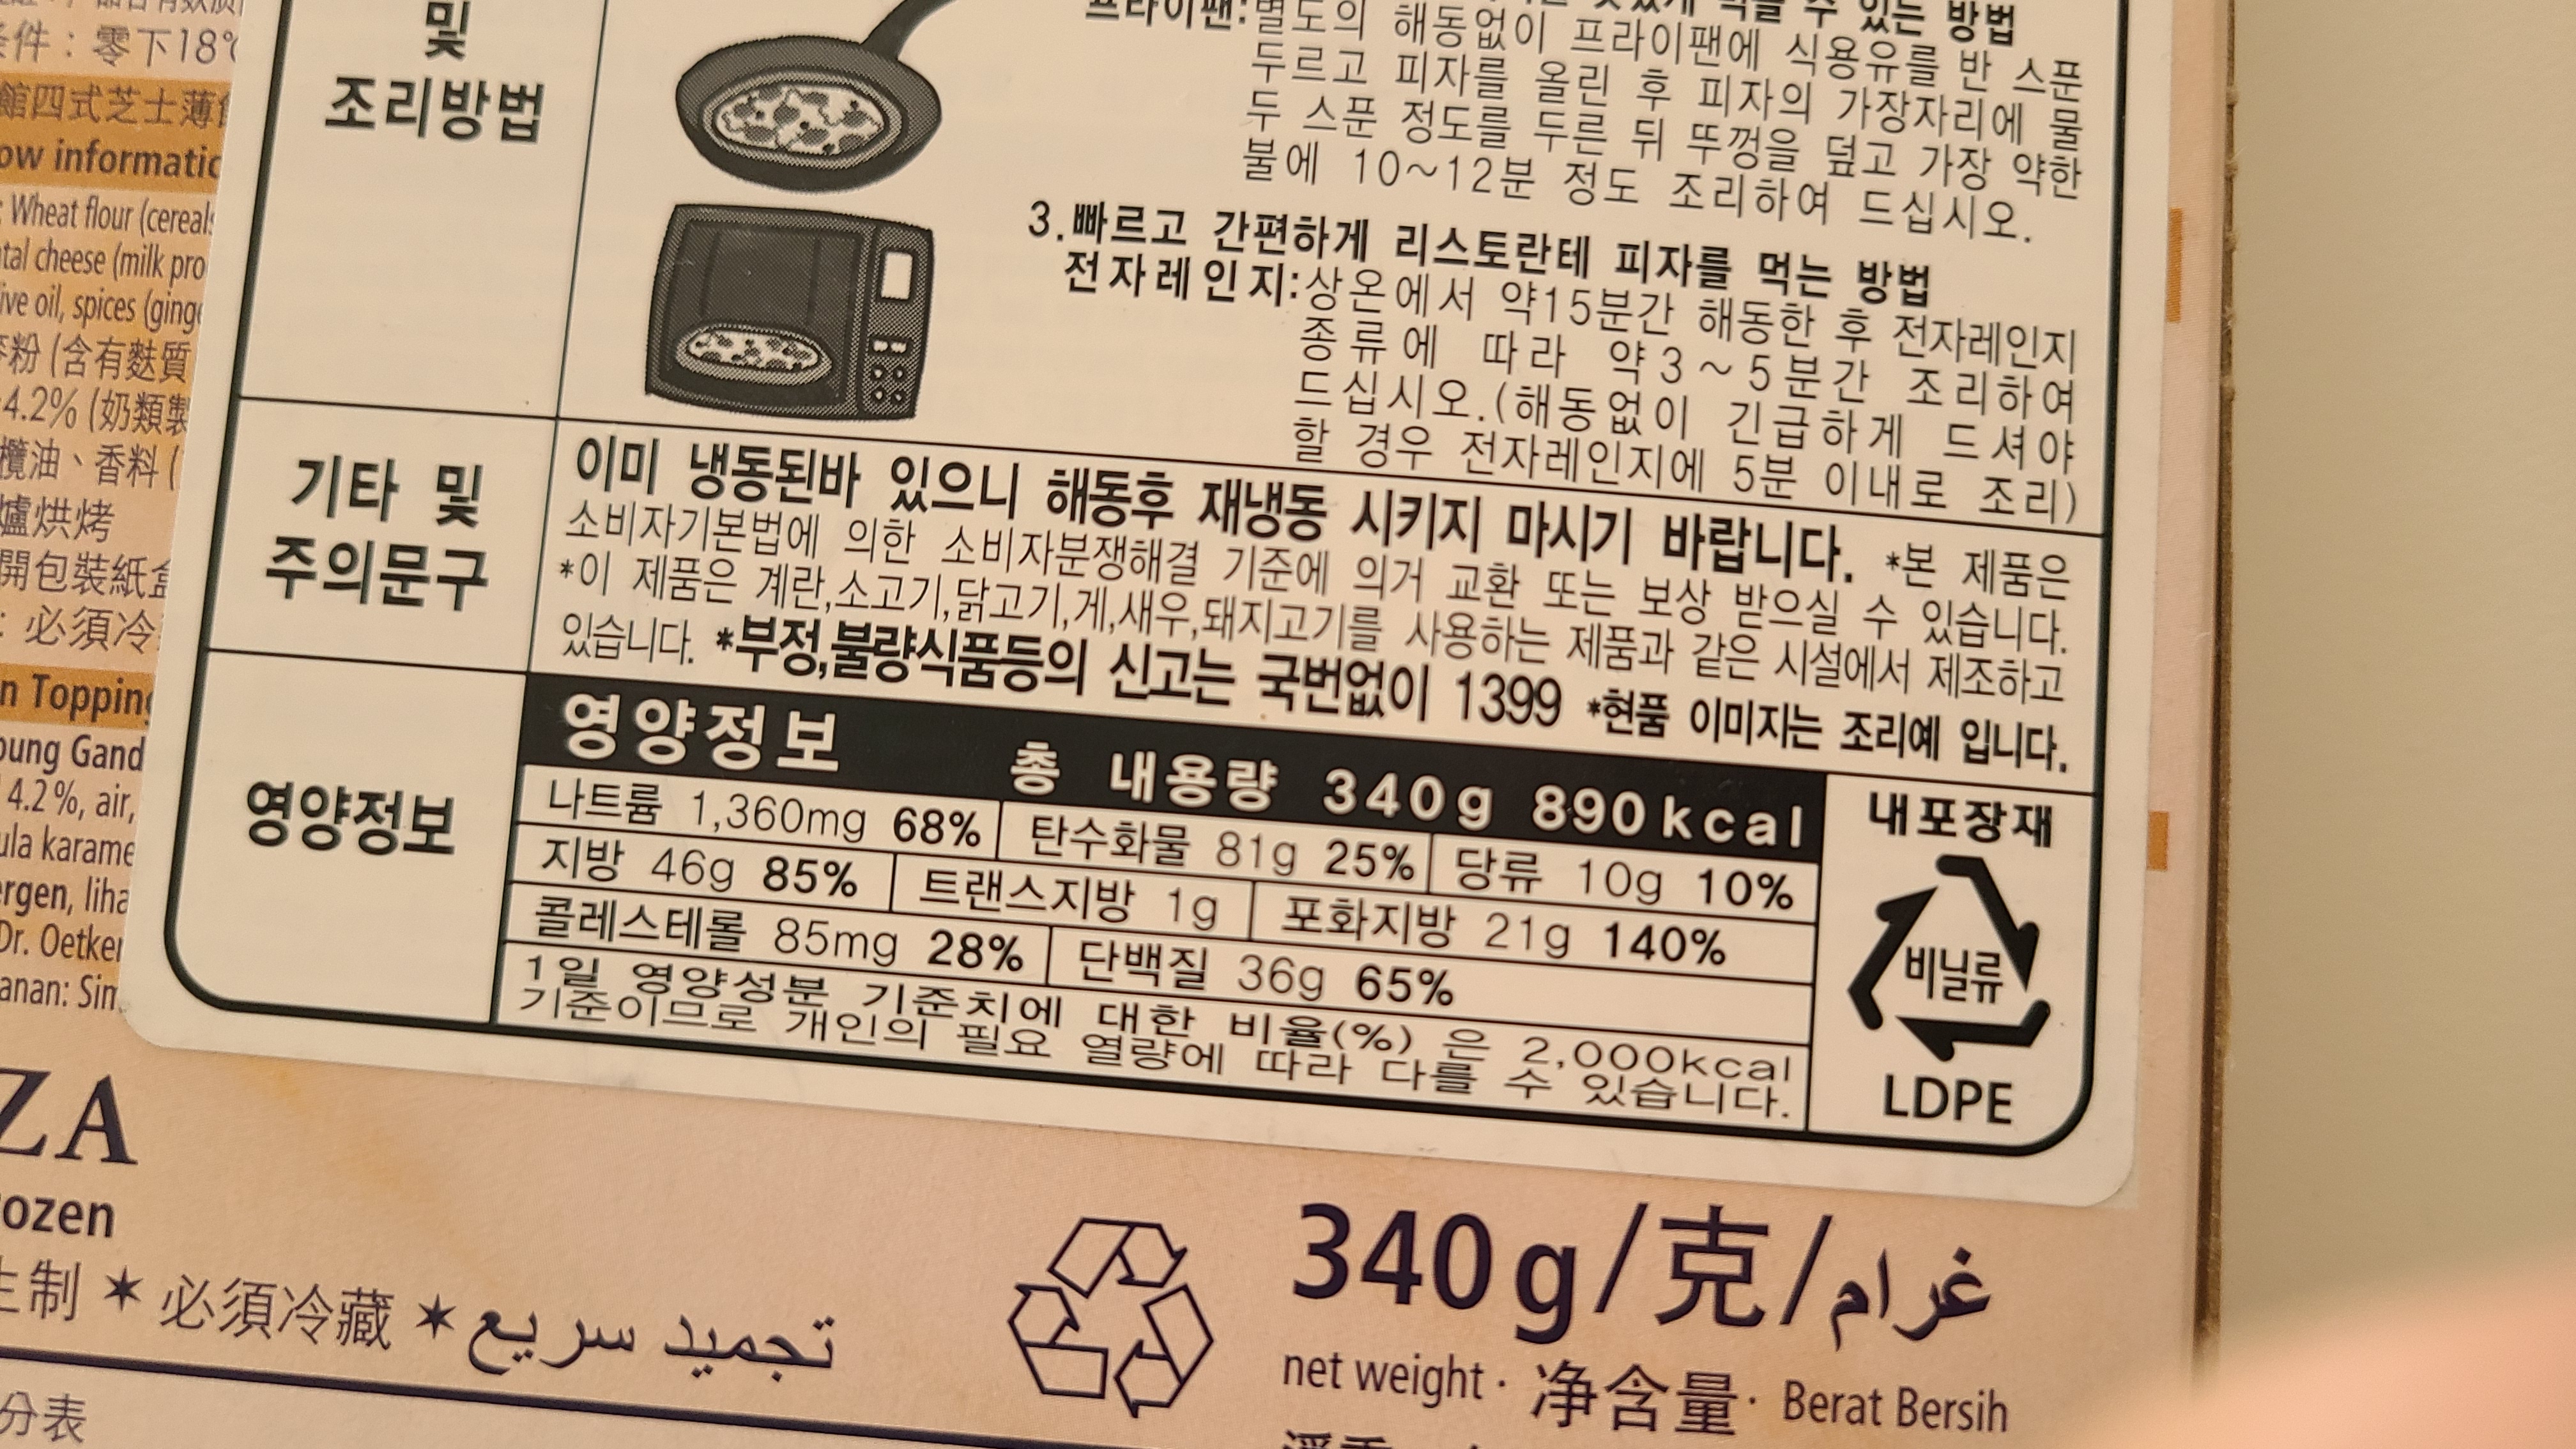 条件：零下18℃
館四式芝士薄
ow informatio
: Wheat flour (cereals
tal cheese (milk pro
ive oil, spices (ginge
粉 (含有麩質
4.2% (奶類製
欖油、香料 (
爐烘烤
開包裝紙盒
: 必須冷
n Topping
oung Gand
4.2%, air,
ula karame
ergen, liha
Dr. Oetker
anan: Sim
및
조리방법
수 있는 방법
프라이팬:별도의 해동없이 프라이팬에 식용유를 반 스푼
두르고 피자를 올린 후 피자의 가장자리에 물
두 스푼 정도를 두른 뒤 뚜껑을 덮고 가장 약한
불에 10~12분 정도 조리하여 드십시오.
3.빠르고 간편하게 리스토란테 피자를 먹는 방법
전자레인지:상온에서 약15분간 해동한 후 전자레인지
종류에 따라 약3~5분간 조리하여
드십시오.(해동없이 긴급하게 드셔야
할 경우 전자레인지에 5분 이내로 조리)
기타 및
주의문구
이미 냉동된바 있으니 해동후 재냉동 시키지 마시기 바랍니다. *본 제품은
소비자기본법에 의한 소비자분쟁해결 기준에 의거 교환 또는 보상 받으실 수 있습니다.
*이 제품은 계란,소고기,닭고기,게,새우,돼지고기를 사용하는 제품과 같은 시설에서 제조하고
있습니다. *부정,불량식품등의 신고는 국번없이 1399 *현품 이미지는 조리예 입니다.
영양정보
영양정보 총 내용량 340g 890kcal
나트륨 1,360mg 68% 탄수화물 81g 25% 당류 10g 10%
지방 46g 85% 트랜스지방 1g 포화지방 21g 140%
콜레스테롤 85mg 28% 단백질 36g 65%
1일 영양성분 기준치에 대한 비율(%) 은 2,000kcal
기준이므로 개인의 필요 열량에 따라 다를 수 있습니다.
내포장재
비닐류
LDPE
ZA
ozen
制 * 必須冷藏 * تجميد سريع
分表
340g/克/غرام
net weight · 净含量 · Berat Bersih